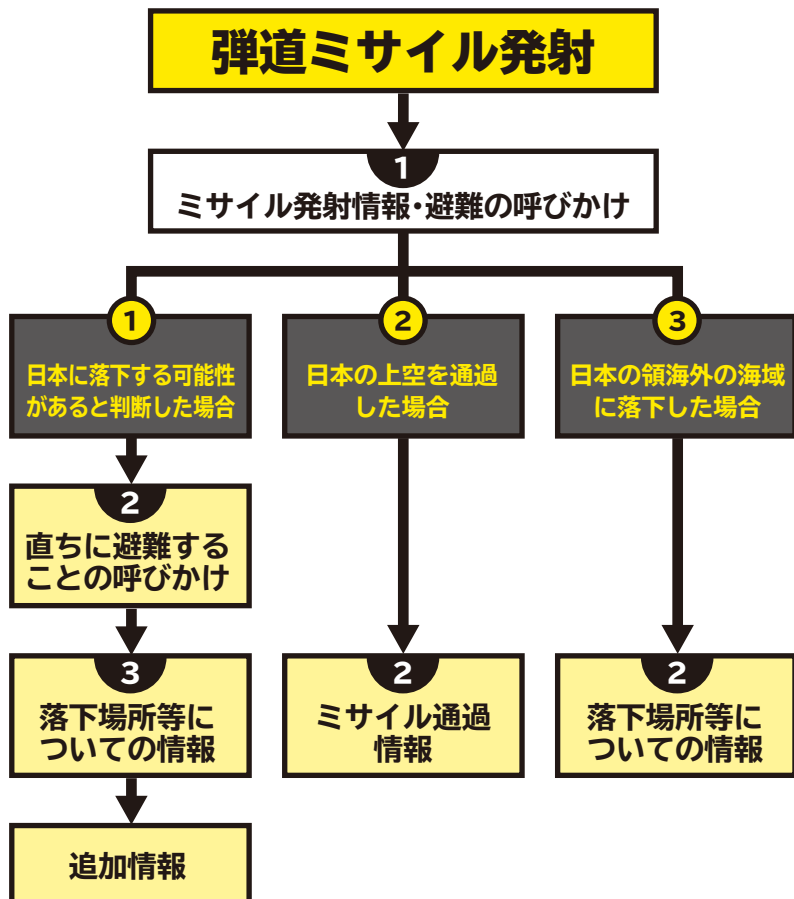 弾道ミサイル発射
1
ミサイル発射情報・避難の呼びかけ
1
日本に落下する可能性
があると判断した場合
2
直ちに避難する
ことの呼びかけ
3
落下場所等に
ついての情報
追加情報
2
日本の上空を通過
した場合
2
ミサイル通過
情報
3
日本の領海外の海域
に落下した場合
2
落下場所等に
ついての情報